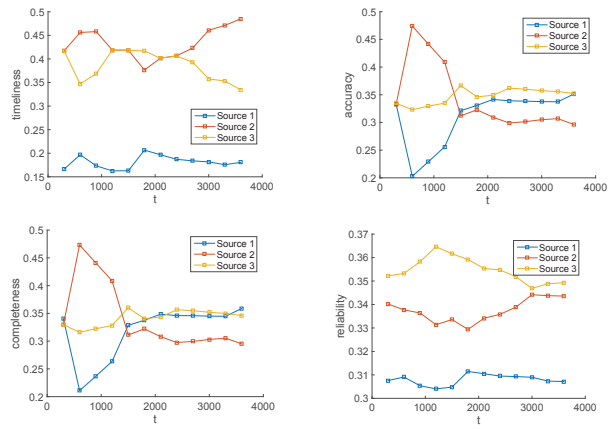 0.5
0.45
0.4
0.35
0.3
0.25
0.2
0.15
timeliness
0 1000 2000 3000 4000
t
Source 1
Source 2
Source 3
0.5
0.45
0.4
0.35
0.3
0.25
0.2
accuracy
0 1000 2000 3000 4000
t
Source 1
Source 2
Source 3
0.5
0.45
0.4
0.35
0.3
0.25
0.2
completeness
0 1000 2000 3000 4000
t
Source 1
Source 2
Source 3
0.37
0.36
0.35
0.34
0.33
0.32
0.31
0.3
reliability
0 1000 2000 3000 4000
t
Source 1
Source 2
Source 3